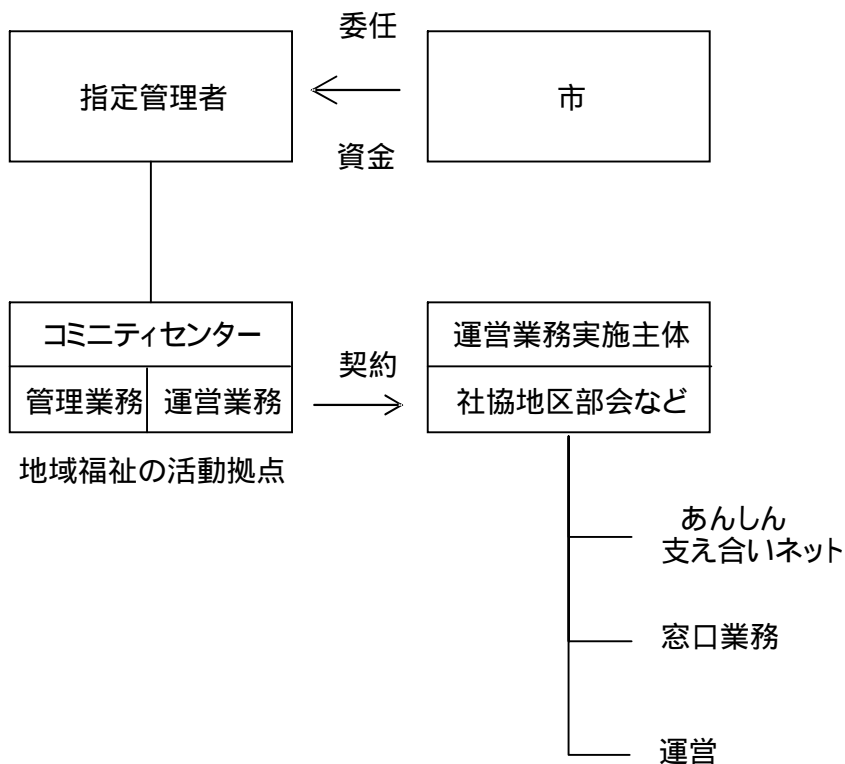 委任
指定管理者
市
資金
コミニティセンター
管理業務
運営業務
契約
運営業務実施主体
社協地区部会など
地域福祉の活動拠点
あんしん
支え合いネット
窓口業務
運営